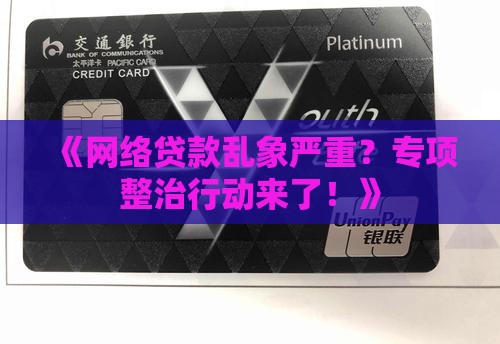 交通銀行
BANK OF COMMUNICATIONS
太平洋卡 PACIFIC CARD
CREDIT CARD
Platinum
outh
《网络贷款乱象严重？专项
整治行动来了！》
UnionPay
银联